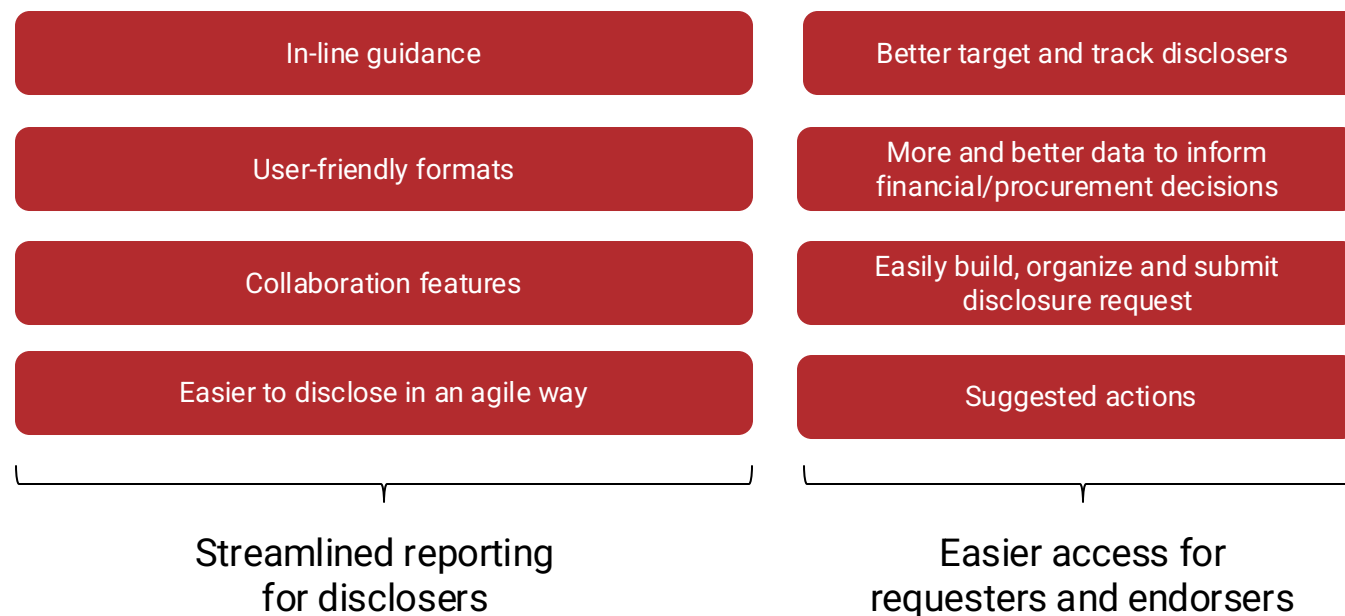 In-line guidance
User-friendly formats
Collaboration features
Easier to disclose in an agile way
Streamlined reporting
for disclosers
Better target and track disclosers
More and better data to inform
financial/procurement decisions
Easily build, organize and submit
disclosure request
Suggested actions
Easier access for
requesters and endorsers